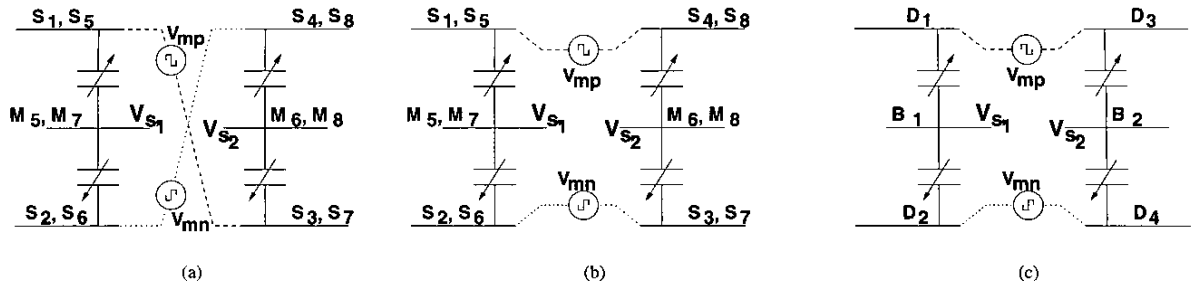 S1, S5
S4, S8
Vmp
M5, M7
VS1
VS2
M6, M8
S2, S6
Vmn
S3, S7
(a)
S1, S5
S4, S8
Vmp
M5, M7
VS1
VS2
M6, M8
Vmn
S2, S6
S3, S7
(b)
D1
D3
Vmp
B1
VS1
VS2
B2
Vmn
D2
D4
(c)